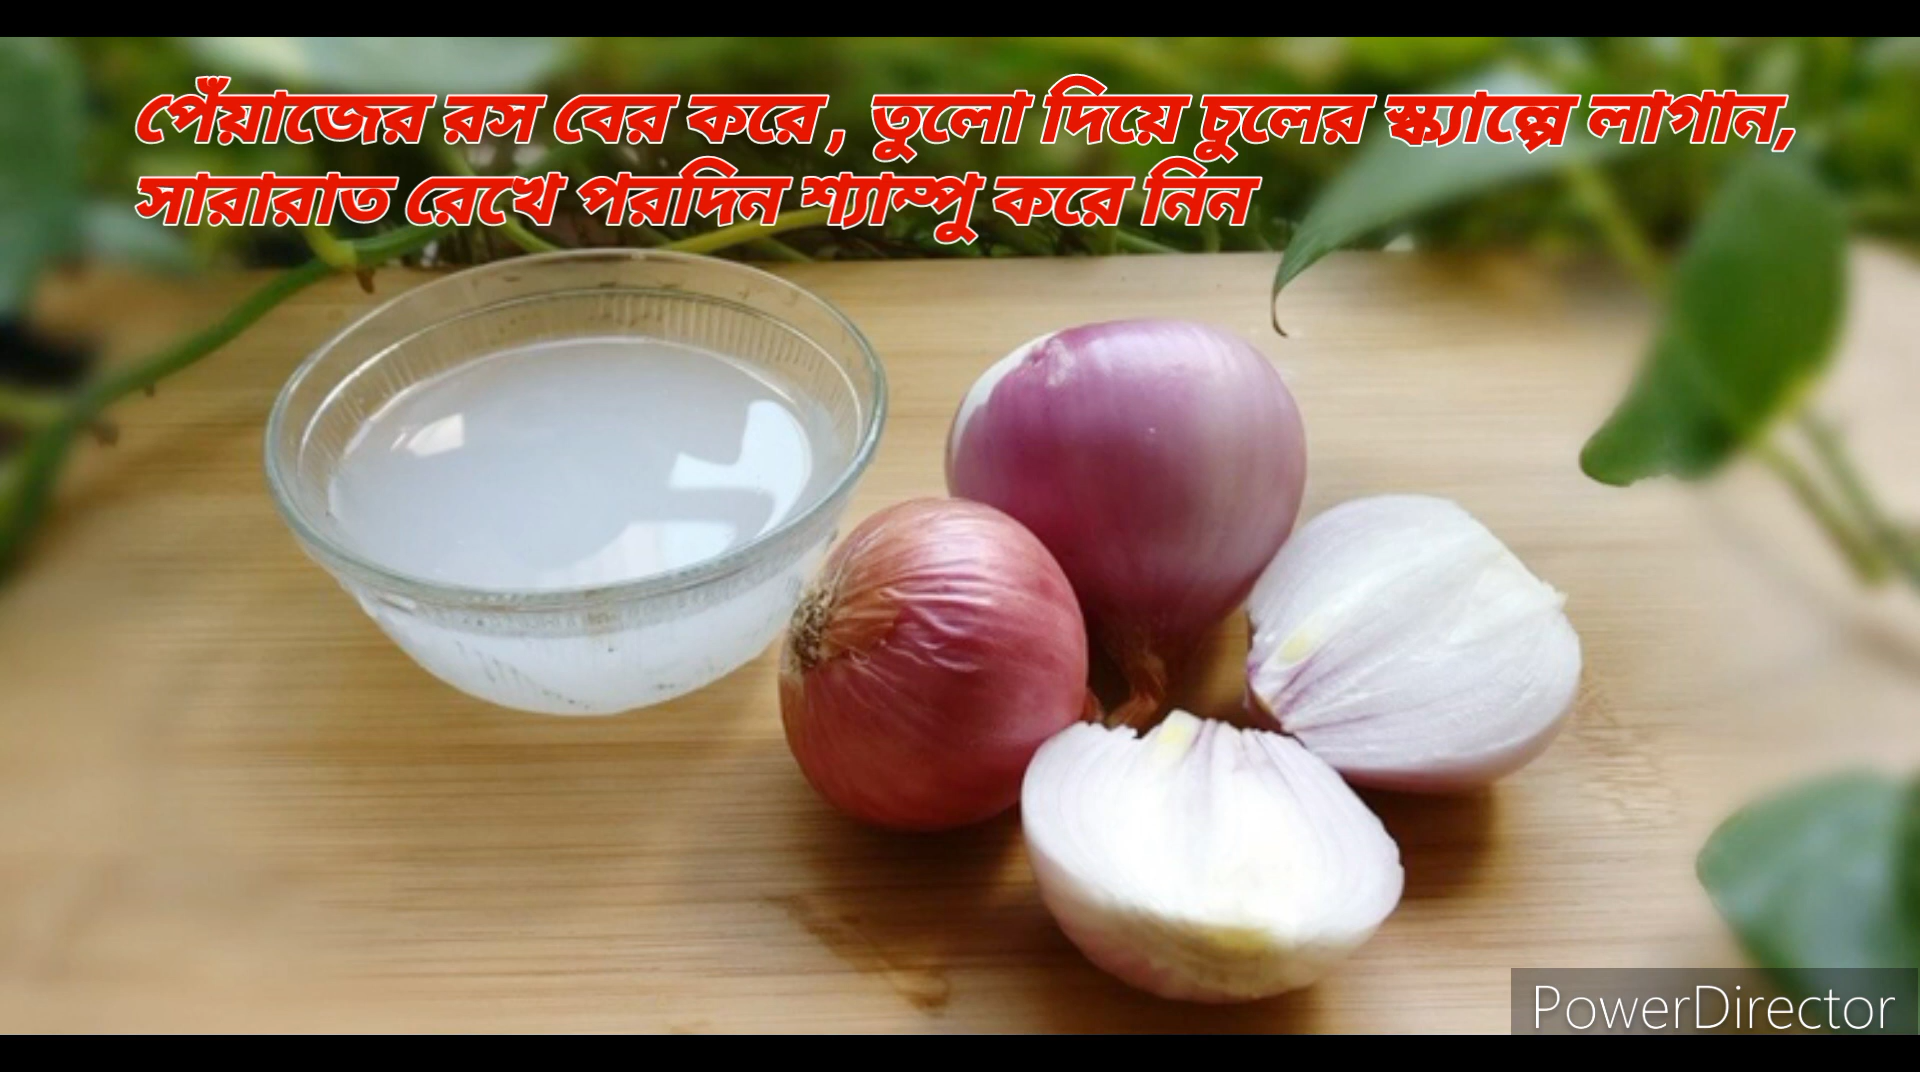 পেঁয়াজের রস বের করে , তুলো দিয়ে চুলের স্ক্যাল্পে লাগান,
সারারাত রেখে পরদিন শ্যাম্পু করে নিন
PowerDirector